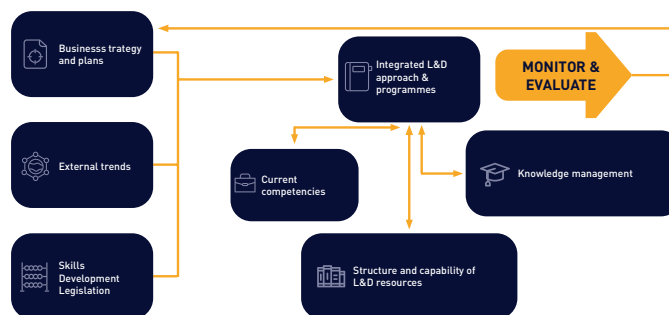 Businesss trategy
and plans
Integrated L&D
approach &
programmes
MONITOR &
EVALUATE
External trends
Current
competencies
Knowledge management
Skills
Development
Legislation
Structure and capability of
L&D resources